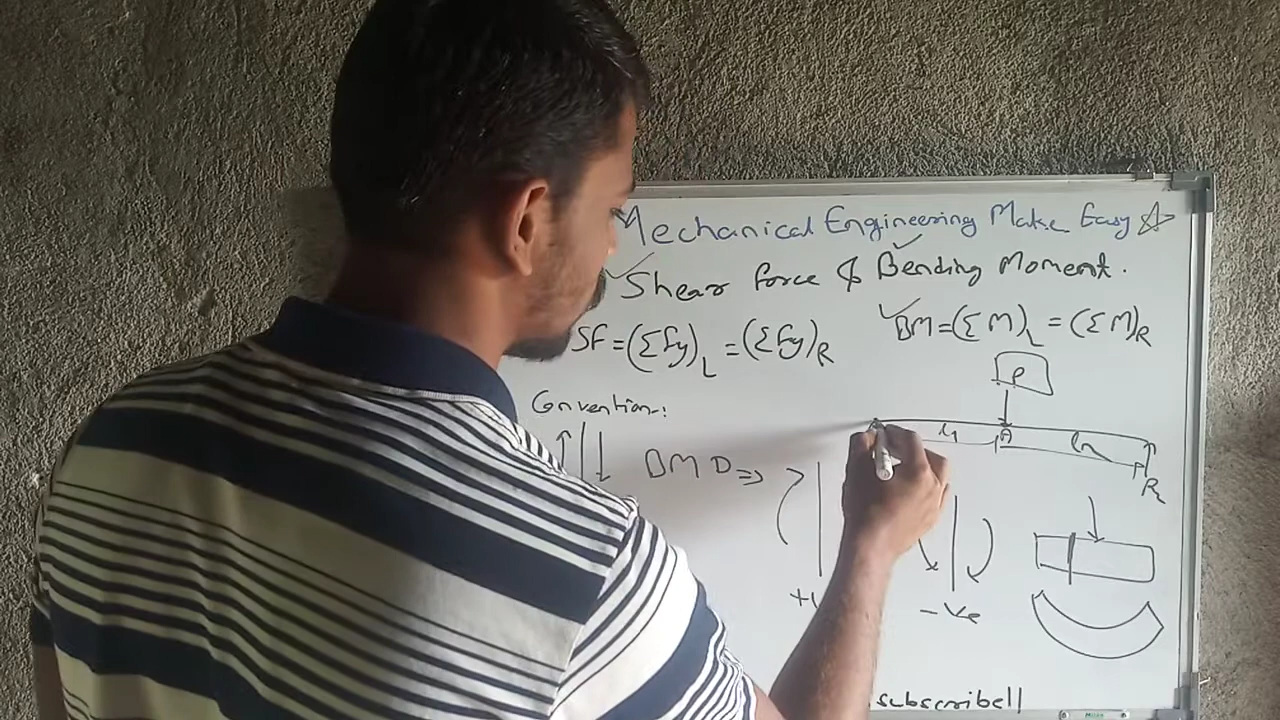 Mechanical Engineering Make Easy
Shear force & Bending Moment.
SF = (Σfy)L = (Σfy)R
BM = (ΣM)L = (ΣM)R
P
Convention:
A
BMD ⇒
R
-ve
subscribe!!